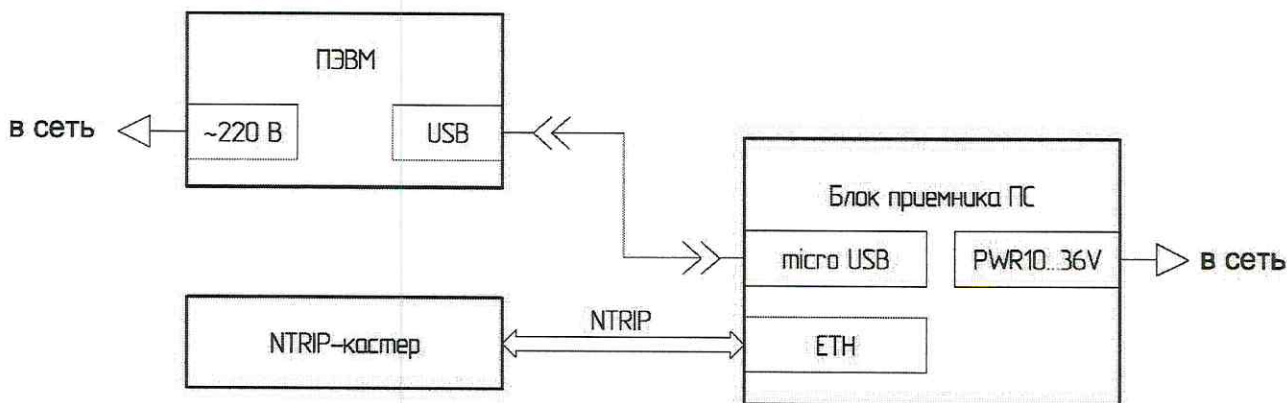 ПЭВМ
в сеть
~220 В
USB
Блок приемника ПС
micro USB
PWR10...36V
в сеть
NTRIP-кастер
NTRIP
ETH